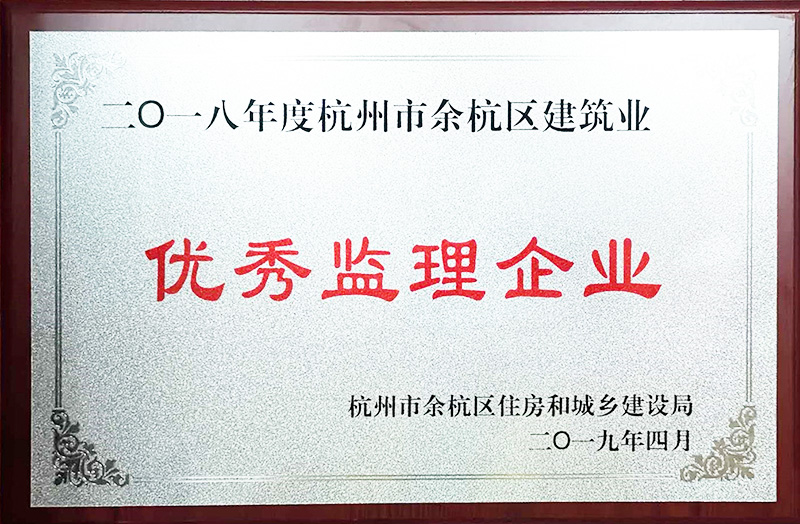 二〇一八年度杭州市余杭区建筑业
优秀监理企业
杭州市余杭区住房和城乡建设局
二〇一九年四月